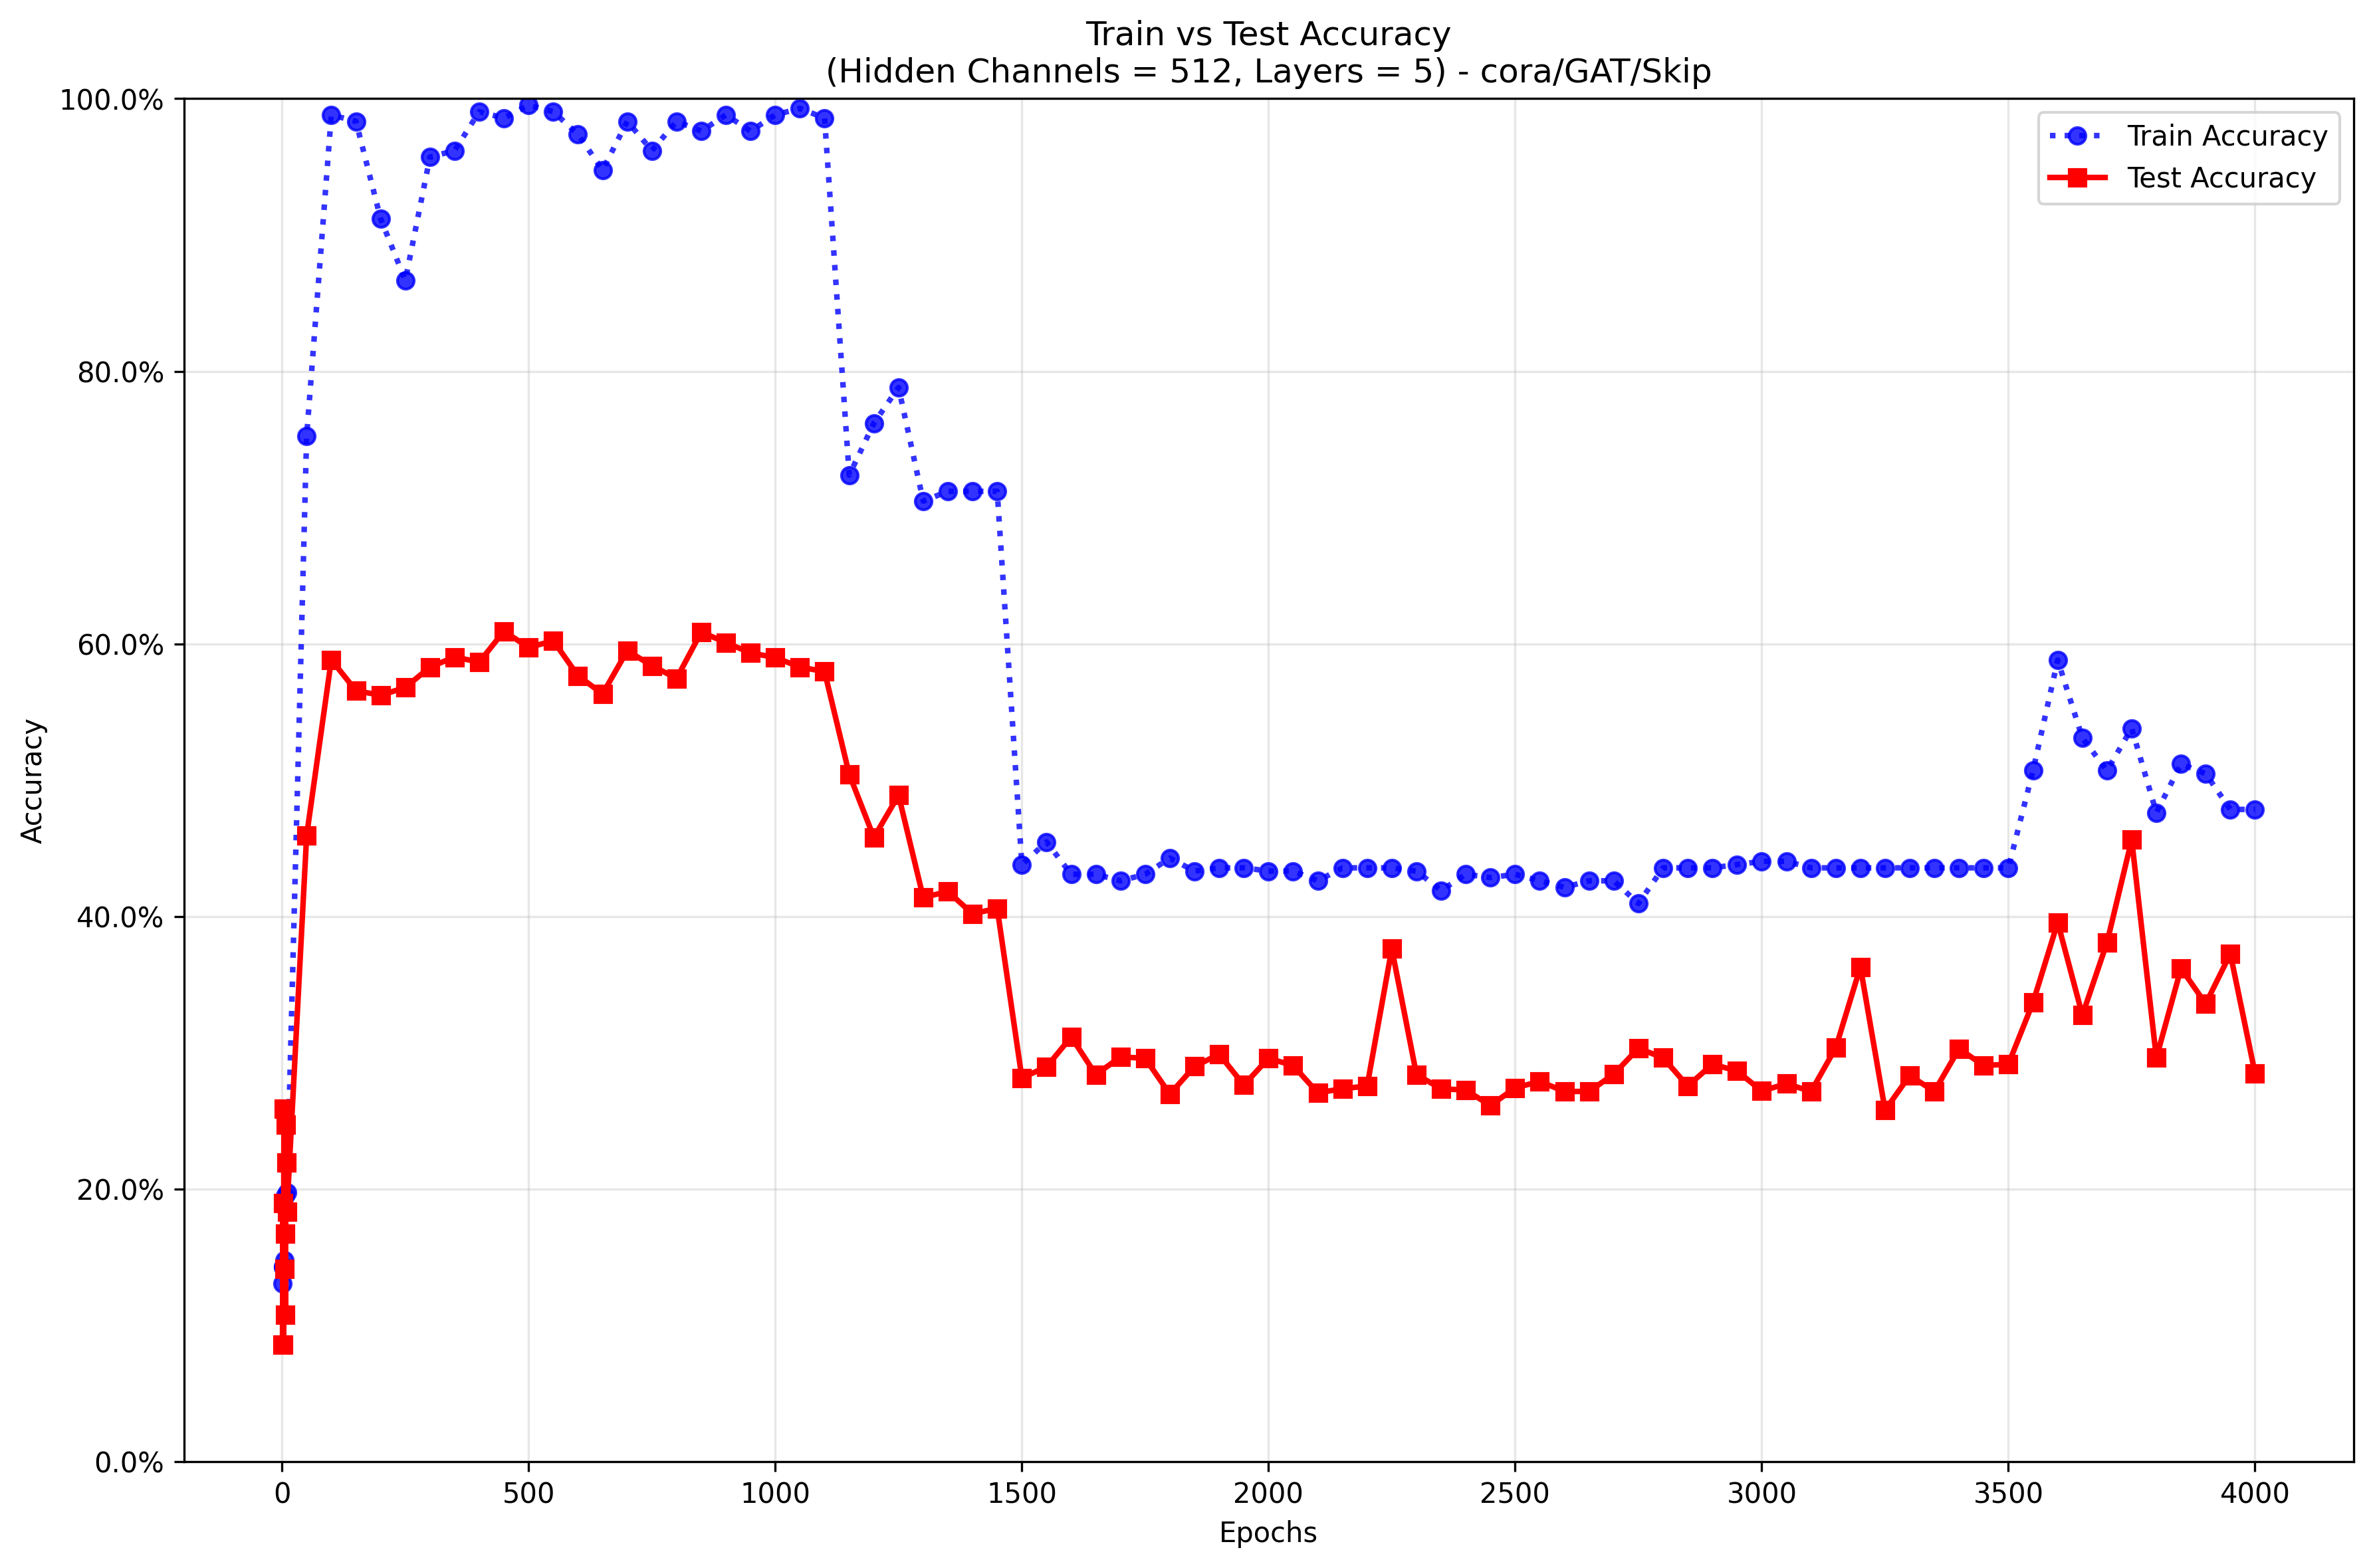 Train vs Test Accuracy
(Hidden Channels = 512, Layers = 5) - cora/GAT/Skip
100.0%
80.0%
60.0%
40.0%
20.0%
0.0%
Accuracy
Train Accuracy
Test Accuracy
0 500 1000 1500 2000 2500 3000 3500 4000
Epochs